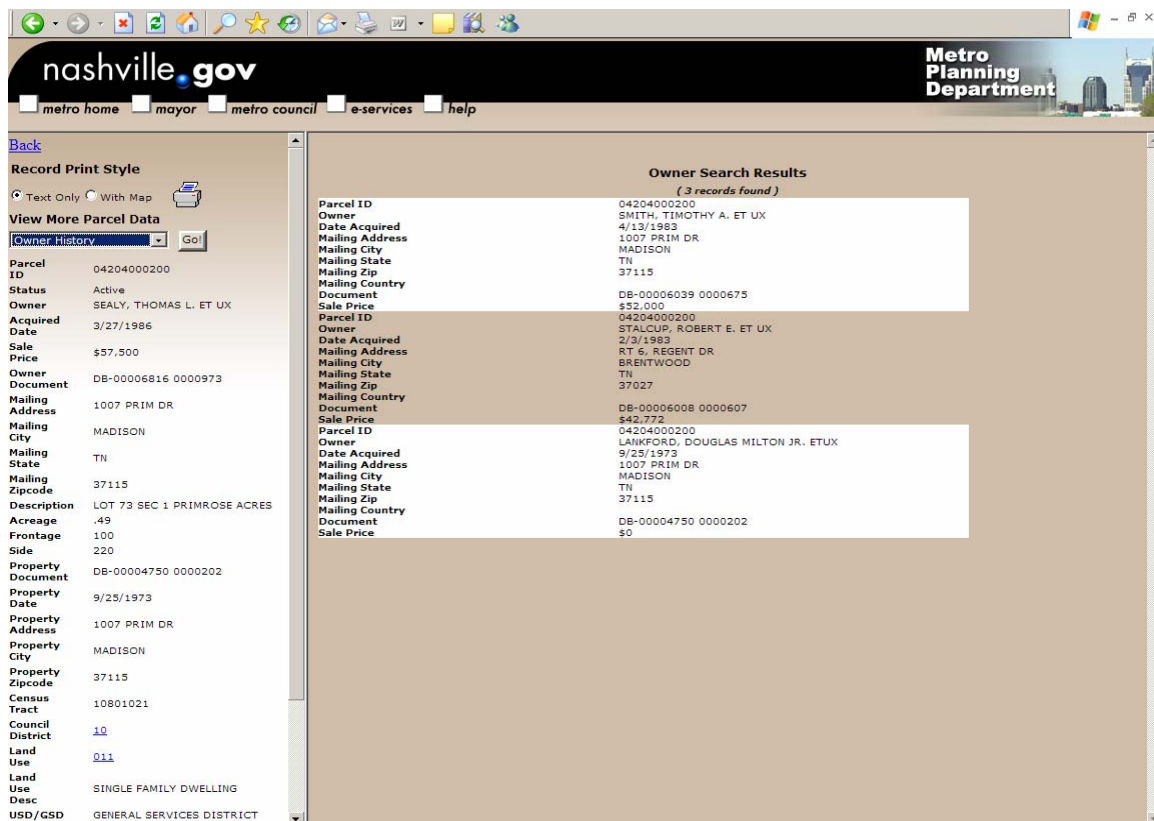 nashville.gov
Metro
Planning
Department
metro home mayor metro council e-services help
Back
Record Print Style
Text Only With Map
View More Parcel Data
Owner History Go!
Parcel
ID 04204000200
Status Active
Owner SEALY, THOMAS L. ET UX
Acquired
Date 3/27/1986
Sale
Price $57,500
Owner
Document DB-00006816 0000973
Mailing
Address 1007 PRIM DR
Mailing
City MADISON
Mailing
State TN
Mailing
Zipcode 37115
Description LOT 73 SEC 1 PRIMROSE ACRES
Acreage .49
Frontage 100
Side 220
Property
Document DB-00004750 0000202
Property
Date 9/25/1973
Property
Address 1007 PRIM DR
Property
City MADISON
Property
Zipcode 37115
Census
Tract 10801021
Council
District 10
Land
Use 011
Land
Use
Desc SINGLE FAMILY DWELLING
USD/GSD GENERAL SERVICES DISTRICT
Owner Search Results
( 3 records found )
Parcel ID 04204000200
Owner SMITH, TIMOTHY A. ET UX
Date Acquired 4/13/1983
Mailing Address 1007 PRIM DR
Mailing City MADISON
Mailing State TN
Mailing Zip 37115
Mailing Country
Document DB-00006039 0000675
Sale Price $52,000
Parcel ID 04204000200
Owner STALCUP, ROBERT E. ET UX
Date Acquired 2/3/1983
Mailing Address RT 6, REGENT DR
Mailing City BRENTWOOD
Mailing State TN
Mailing Zip 37027
Mailing Country
Document DB-00006008 0000607
Sale Price $42,772
Parcel ID 04204000200
Owner LANKFORD, DOUGLAS MILTON JR. ETUX
Date Acquired 9/25/1973
Mailing Address 1007 PRIM DR
Mailing City MADISON
Mailing State TN
Mailing Zip 37115
Mailing Country
Document DB-00004750 0000202
Sale Price $0